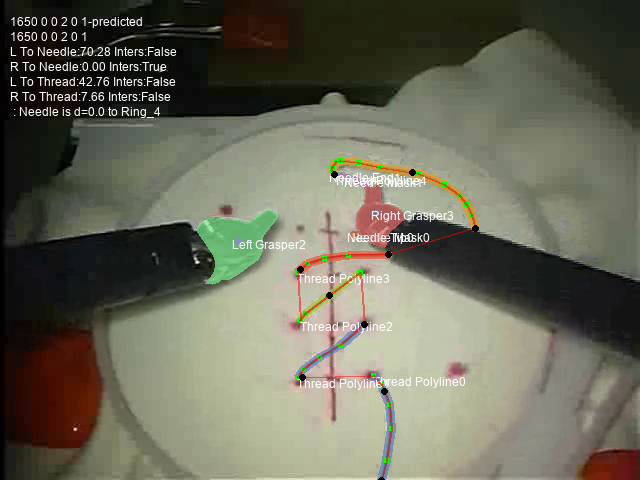 1650 0 0 2 0 1-predicted
1650 0 0 2 0 1
L To Needle:70.28 Inters:False
R To Needle:0.00 Inters:True
L To Thread:42.76 Inters:False
R To Thread:7.66 Inters:False
: Needle is d=0.0 to Ring_4
Right Grasper3
Left Grasper2
Thread Polyline3
Thread Polyline2
Thread Polyline0